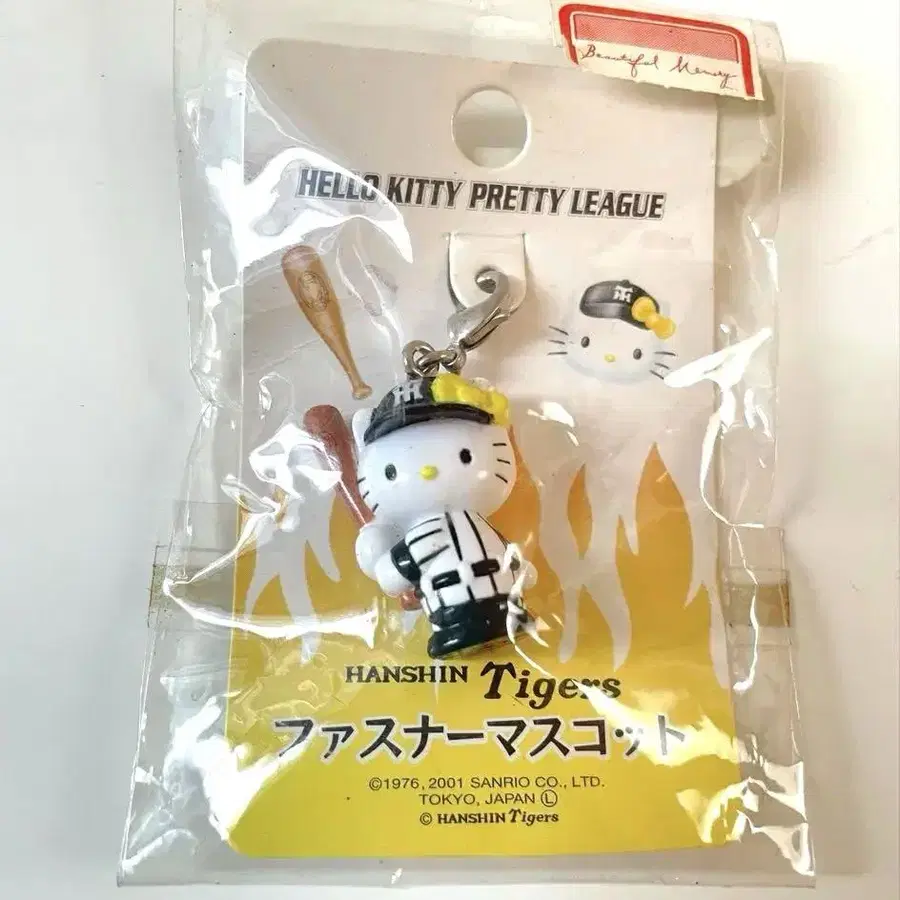 Beautiful Memory
HELLO KITTY PRETTY LEAGUE
HANSHIN Tigers
ファスナーマスコット
©1976, 2001 SANRIO CO., LTD.
TOKYO, JAPAN Ⓛ
© HANSHIN Tigers